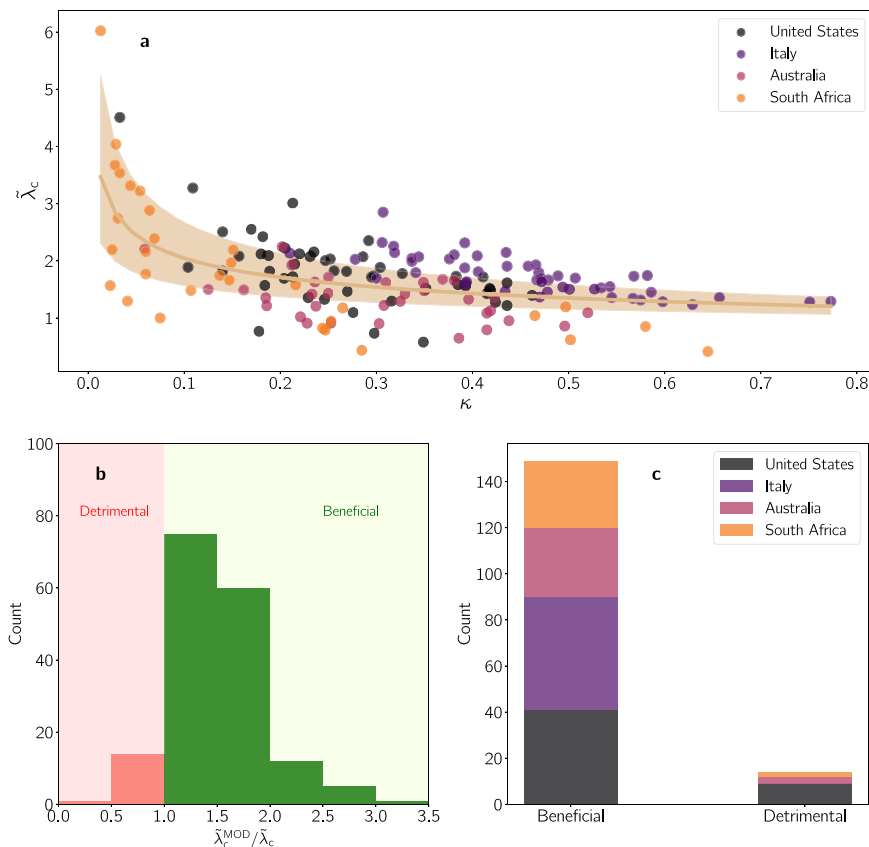 a
United States
Italy
Australia
South Africa
6
5
4
3
2
1
λ̃c
0.0 0.1 0.2 0.3 0.4 0.5 0.6 0.7 0.8
κ
b
Detrimental
Beneficial
100
80
60
40
20
0
Count
0.0 0.5 1.0 1.5 2.0 2.5 3.0 3.5
λ̃cMOD/λ̃c
c
United States
Italy
Australia
South Africa
140
120
100
80
60
40
20
0
Count
Beneficial Detrimental